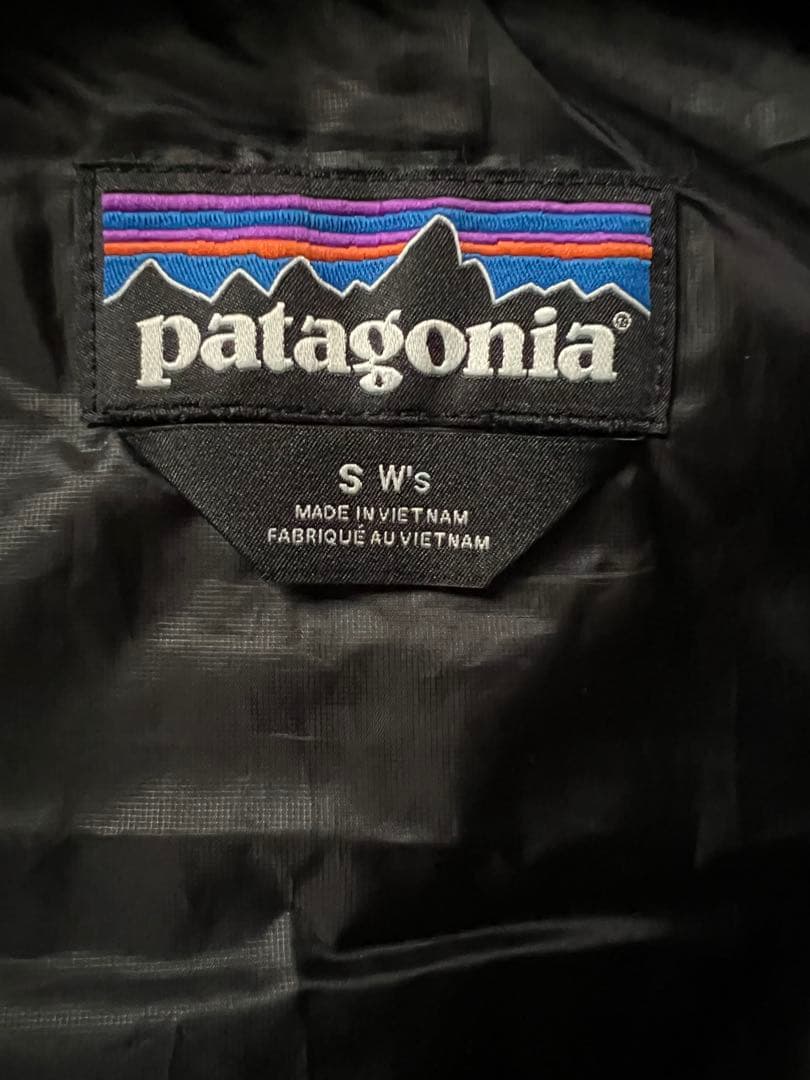 patagonia®
S W's
MADE IN VIETNAM
FABRIQUÉ AU VIETNAM